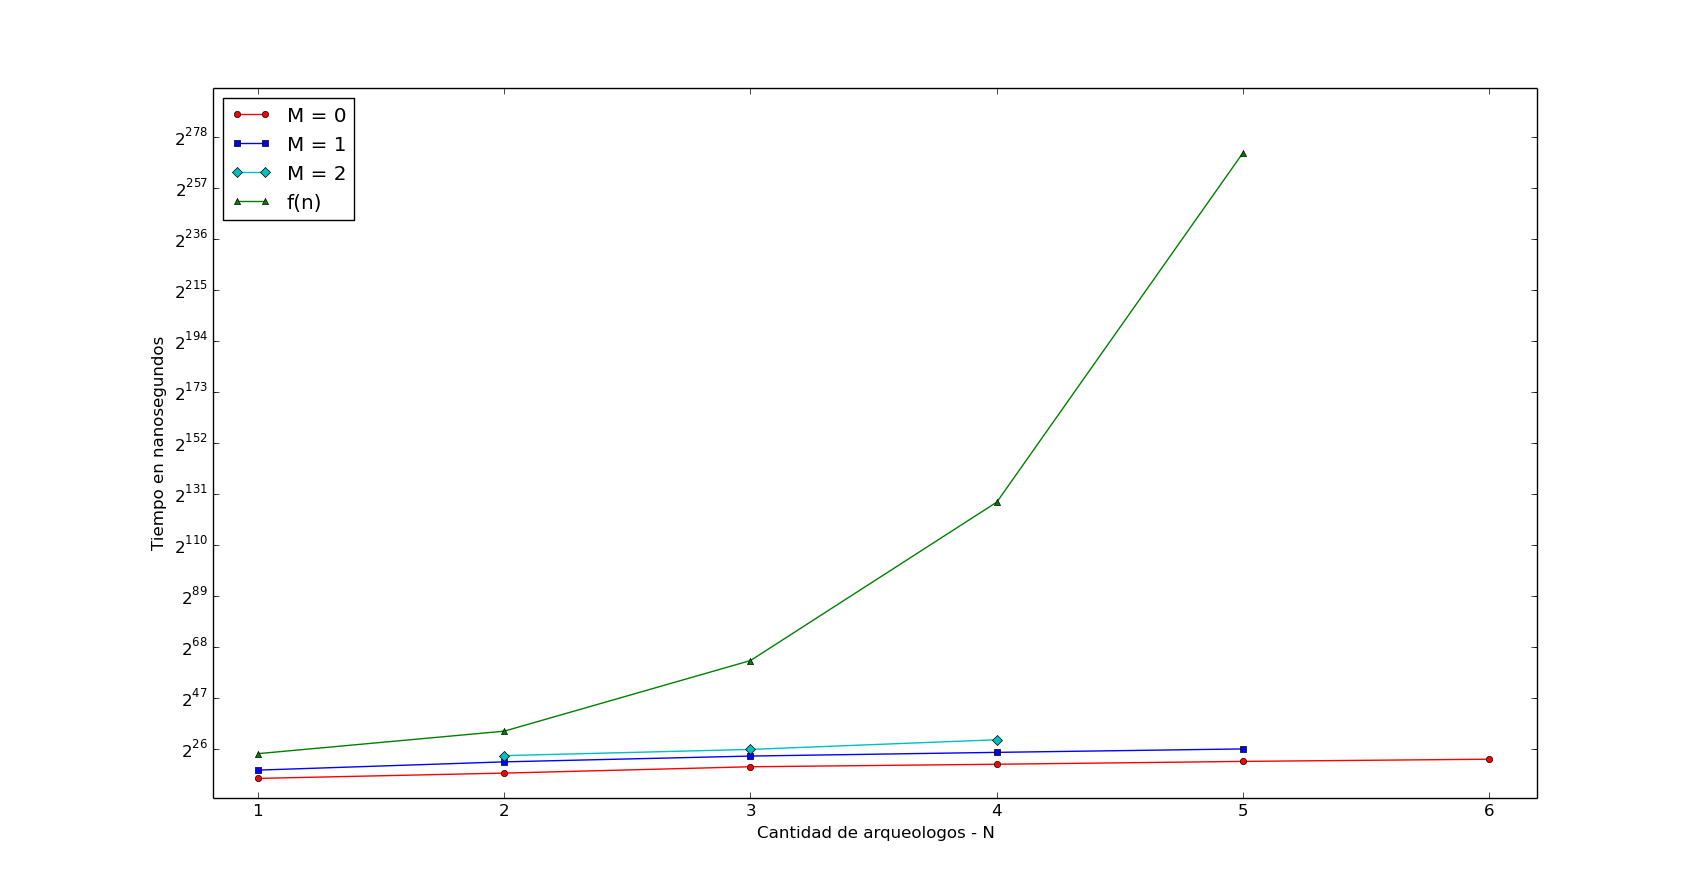 M = 0
M = 1
M = 2
f(n)
2^278
2^257
2^236
2^215
2^194
2^173
2^152
2^131
2^110
2^89
2^68
2^47
2^26
Tiempo en nanosegundos
1 2 3 4 5 6
Cantidad de arqueologos - N